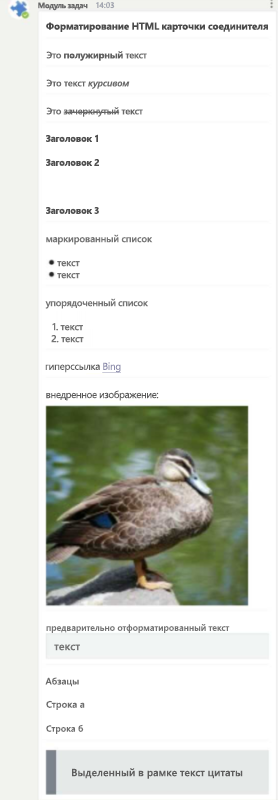 Модуль задач 14:03
Форматирование HTML карточки соединителя
Это полужирный текст
Это текст курсивом
Это зачеркнутый текст
Заголовок 1
Заголовок 2
Заголовок 3
маркированный список
● текст
● текст
упорядоченный список
1. текст
2. текст
гиперссылка Bing
внедренное изображение:
предварительно отформатированный текст
текст
Абзацы
Строка а
Строка б
Выделенный в рамке текст цитаты